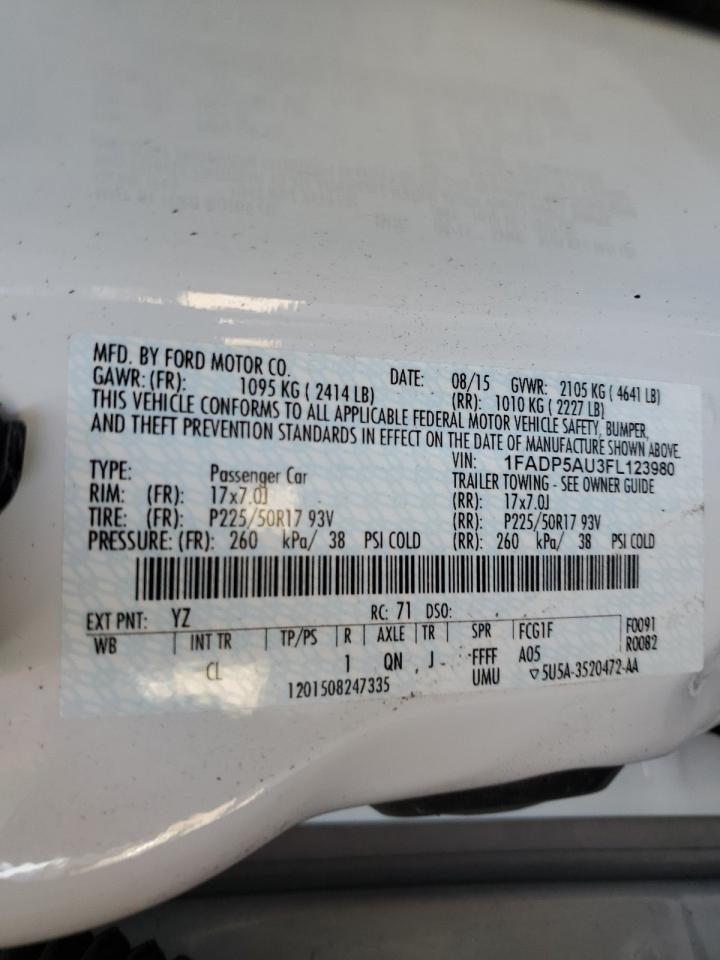 MFD. BY FORD MOTOR CO.
DATE: 08/15 GVWR: 2105 KG ( 4641 LB)
GAWR: (FR): 1095 KG ( 2414 LB) (RR): 1010 KG ( 2227 LB)
THIS VEHICLE CONFORMS TO ALL APPLICABLE FEDERAL MOTOR VEHICLE SAFETY, BUMPER,
AND THEFT PREVENTION STANDARDS IN EFFECT ON THE DATE OF MANUFACTURE SHOWN ABOVE.
VIN: 1FADP5AU3FL123980
TYPE: Passenger Car TRAILER TOWING - SEE OWNER GUIDE
RIM: (FR): 17x7.0J (RR): 17x7.0J
TIRE: (FR): P225/50R17 93V (RR): P225/50R17 93V
PRESSURE: (FR): 260 kPa/ 38 PSI COLD (RR): 260 kPa/ 38 PSI COLD
EXT PNT: YZ RC: 71 DSO:
WB INT TR TP/PS R AXLE TR SPR FCG1F F0091
R0082
CL 1 QN J FFFF A05
UMU ▽5U5A-3520472-AA
1201508247335